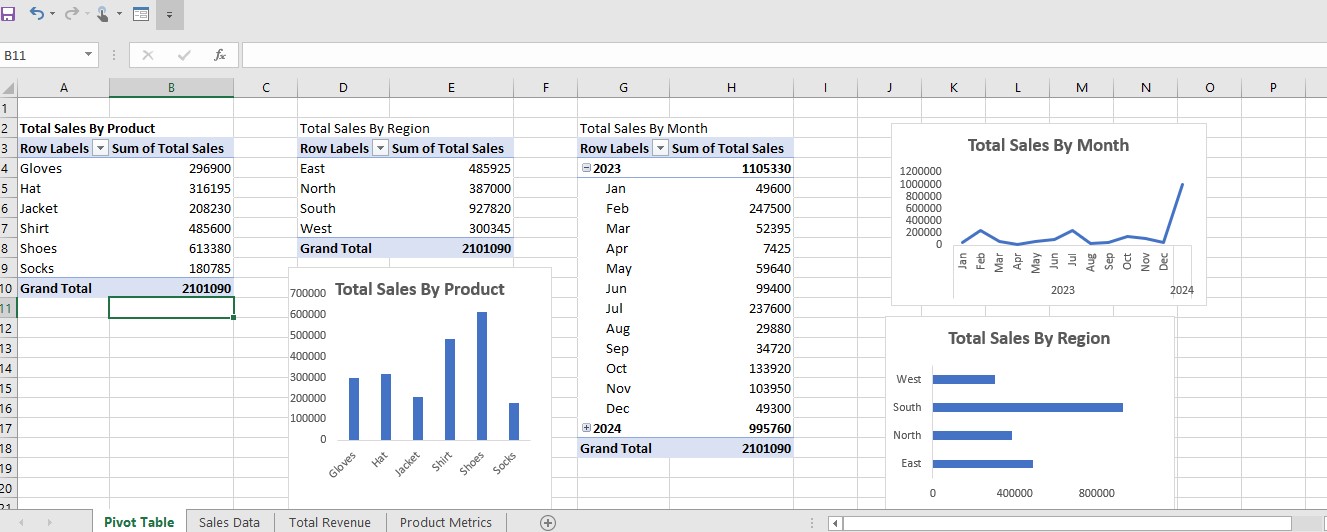 B11
fx
A B C D E F G H I J K L M N O P
1
2 Total Sales By Product Total Sales By Region Total Sales By Month
3 Row Labels Sum of Total Sales Row Labels Sum of Total Sales Row Labels Sum of Total Sales
4 Gloves 296900 East 485925 2023 1105330
5 Hat 316195 North 387000 Jan 49600
6 Jacket 208230 South 927820 Feb 247500
7 Shirt 485600 West 300345 Mar 52395
8 Shoes 613380 Grand Total 2101090 Apr 7425
9 Socks 180785 May 59640
10 Grand Total 2101090 Jun 99400
11 Jul 237600
12 Aug 29880
13 Sep 34720
14 Oct 133920
15 Nov 103950
16 Dec 49300
17 2024 995760
18 Grand Total 2101090
19
20
21
Total Sales By Product
700000
600000
500000
400000
300000
200000
100000
0
Gloves Hat Jacket Shirt Shoes Socks
Total Sales By Month
1200000
1000000
800000
600000
400000
200000
0
Jan Feb Mar Apr May Jun Jul Aug Sep Oct Nov Dec
2023 2024
Total Sales By Region
West
South
North
East
0 400000 800000
Pivot Table Sales Data Total Revenue Product Metrics